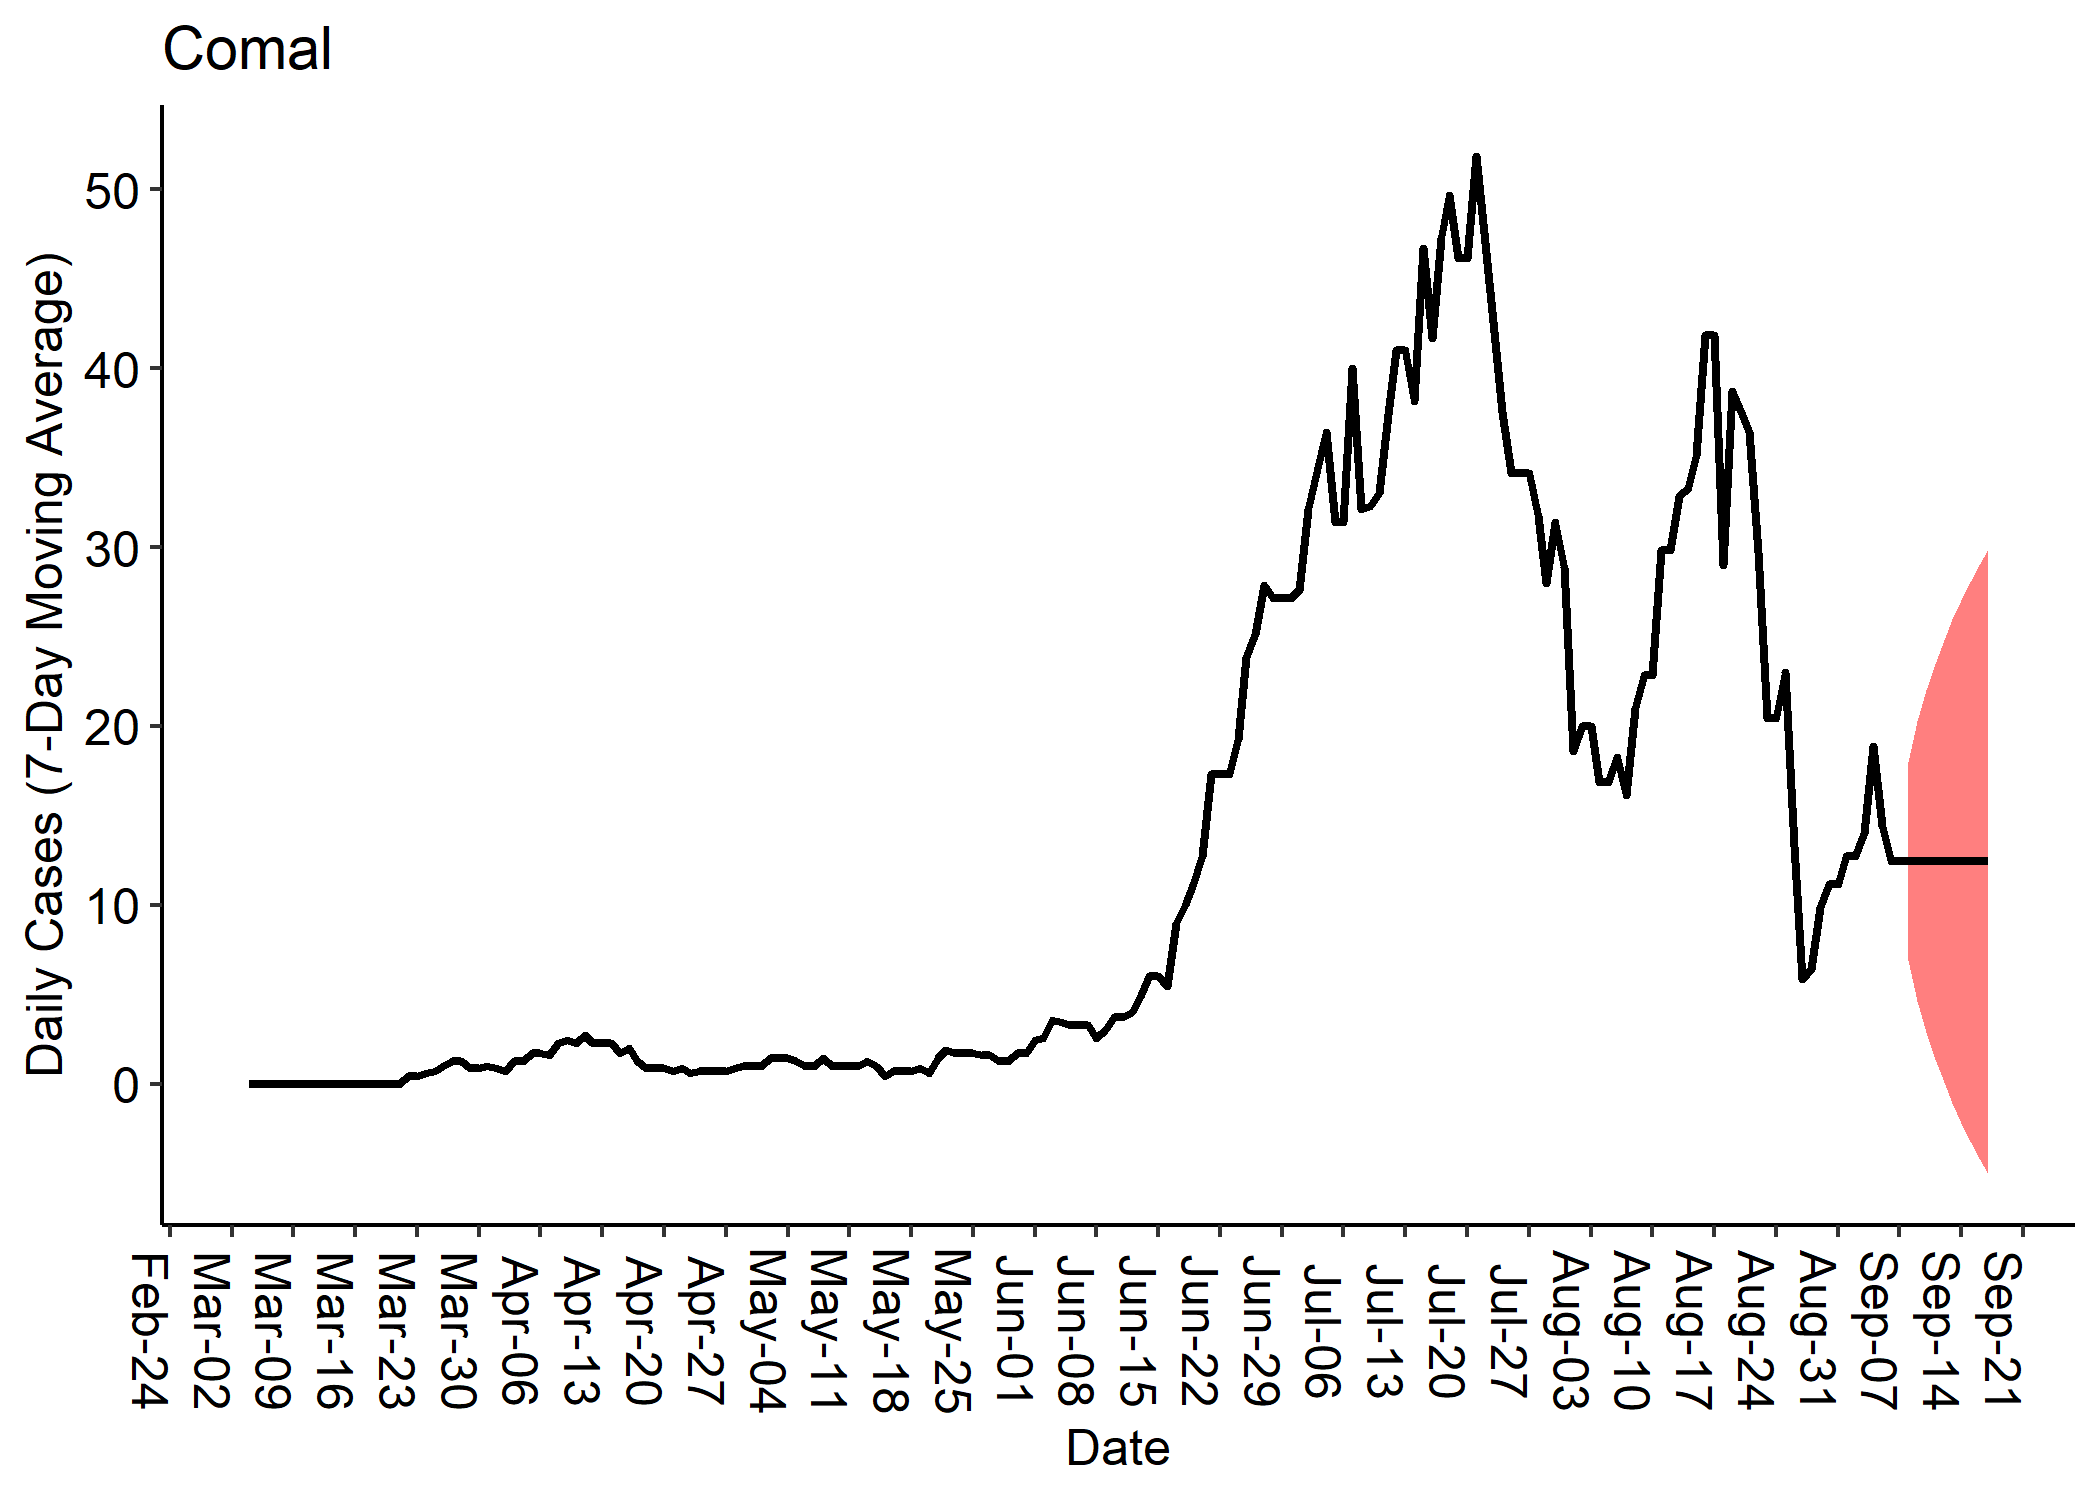 Comal
Daily Cases (7-Day Moving Average)
50
40
30
20
10
0
Feb-24
Mar-02
Mar-09
Mar-16
Mar-23
Mar-30
Apr-06
Apr-13
Apr-20
Apr-27
May-04
May-11
May-18
May-25
Jun-01
Jun-08
Jun-15
Jun-22
Jun-29
Jul-06
Jul-13
Jul-20
Jul-27
Aug-03
Aug-10
Aug-17
Aug-24
Aug-31
Sep-07
Sep-14
Sep-21
Date